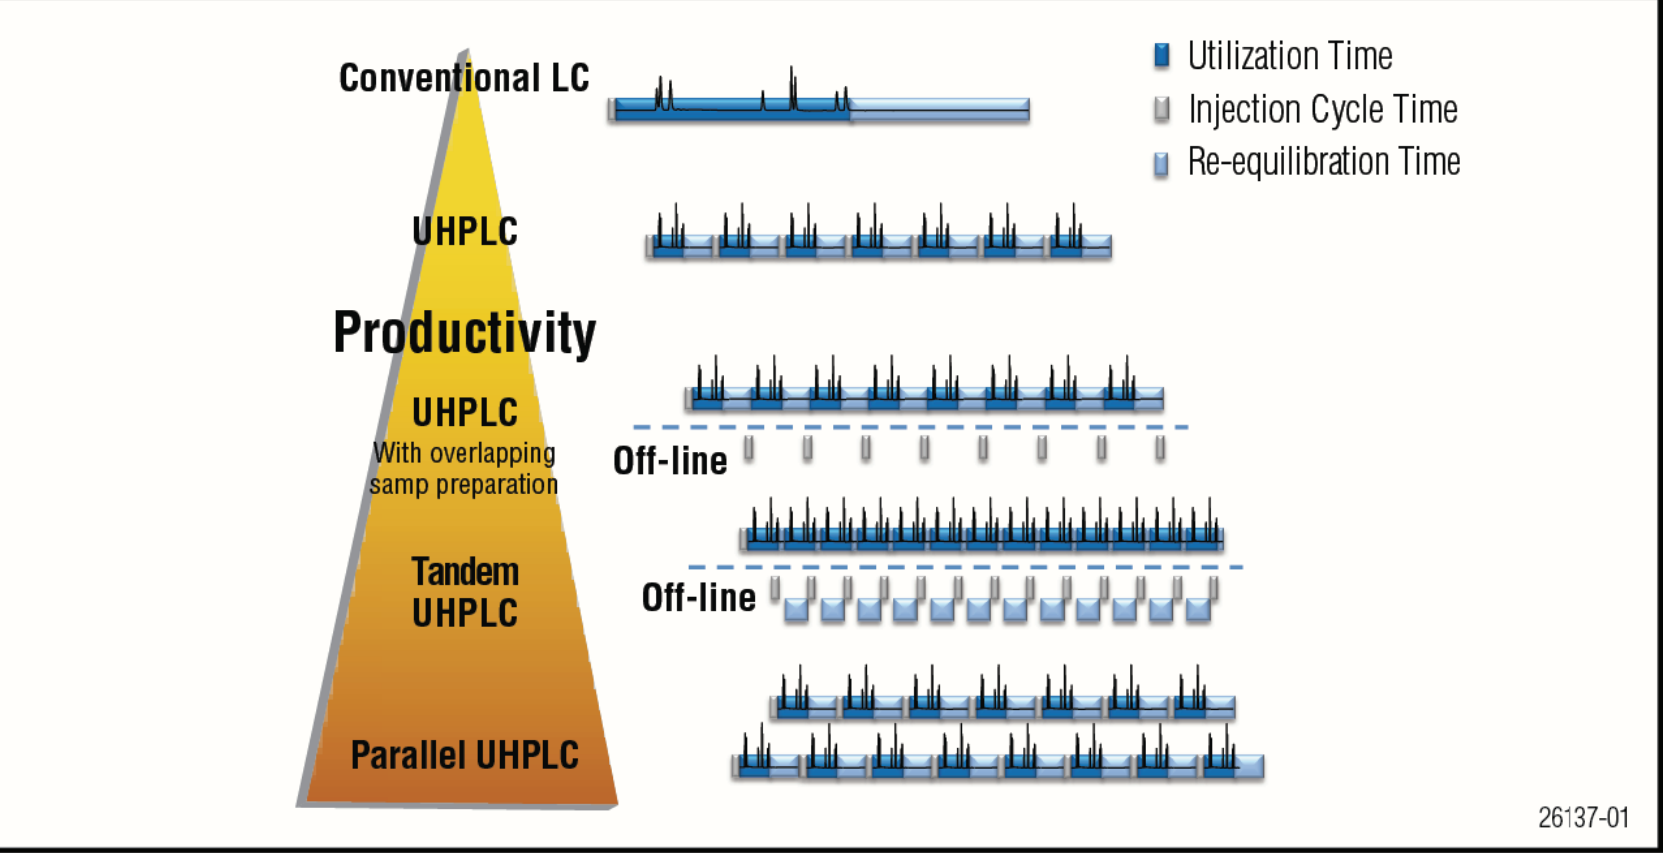 Conventional LC
Utilization Time
Injection Cycle Time
Re-equilibration Time
UHPLC
Productivity
UHPLC
With overlapping
samp preparation
Off-line
Tandem
UHPLC
Off-line
Parallel UHPLC
26137-01